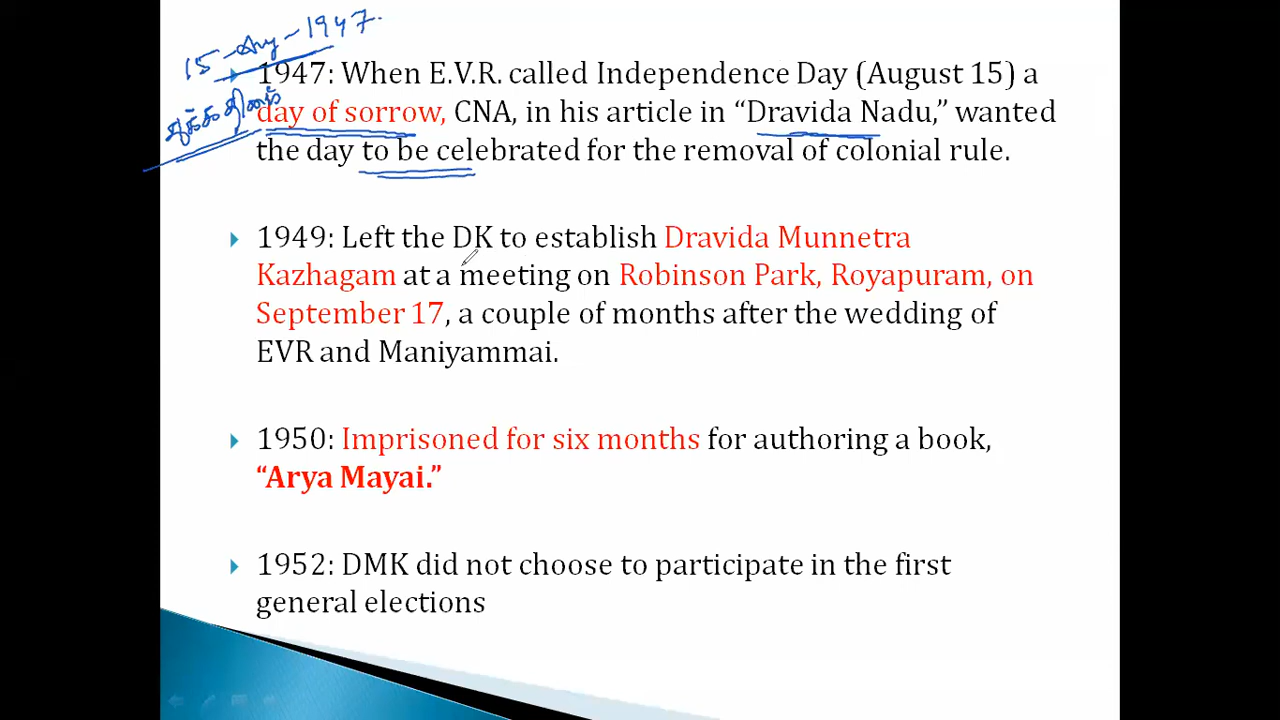 15-Aug-1947.
துக்கதினம்
1947: When E.V.R. called Independence Day (August 15) a
day of sorrow, CNA, in his article in “Dravida Nadu,” wanted
the day to be celebrated for the removal of colonial rule.
1949: Left the DK to establish Dravida Munnetra
Kazhagam at a meeting on Robinson Park, Royapuram, on
September 17, a couple of months after the wedding of
EVR and Maniyammai.
1950: Imprisoned for six months for authoring a book,
“Arya Mayai.”
1952: DMK did not choose to participate in the first
general elections